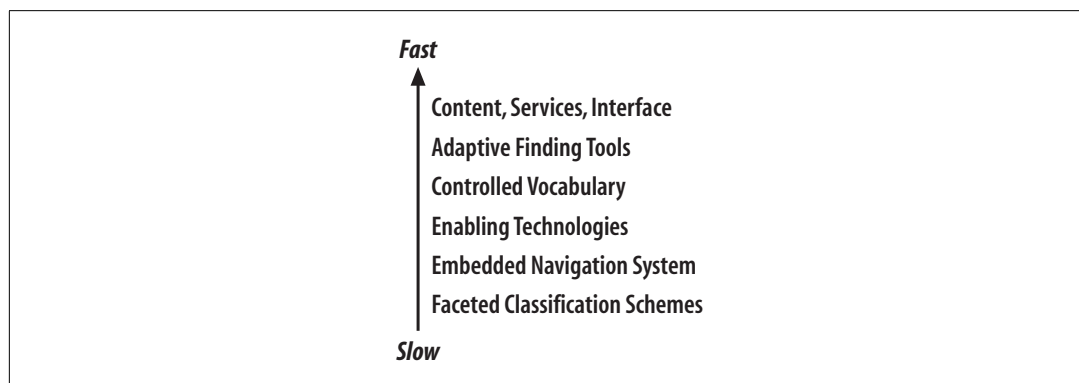 Fast
Content, Services, Interface
Adaptive Finding Tools
Controlled Vocabulary
Enabling Technologies
Embedded Navigation System
Faceted Classification Schemes
Slow